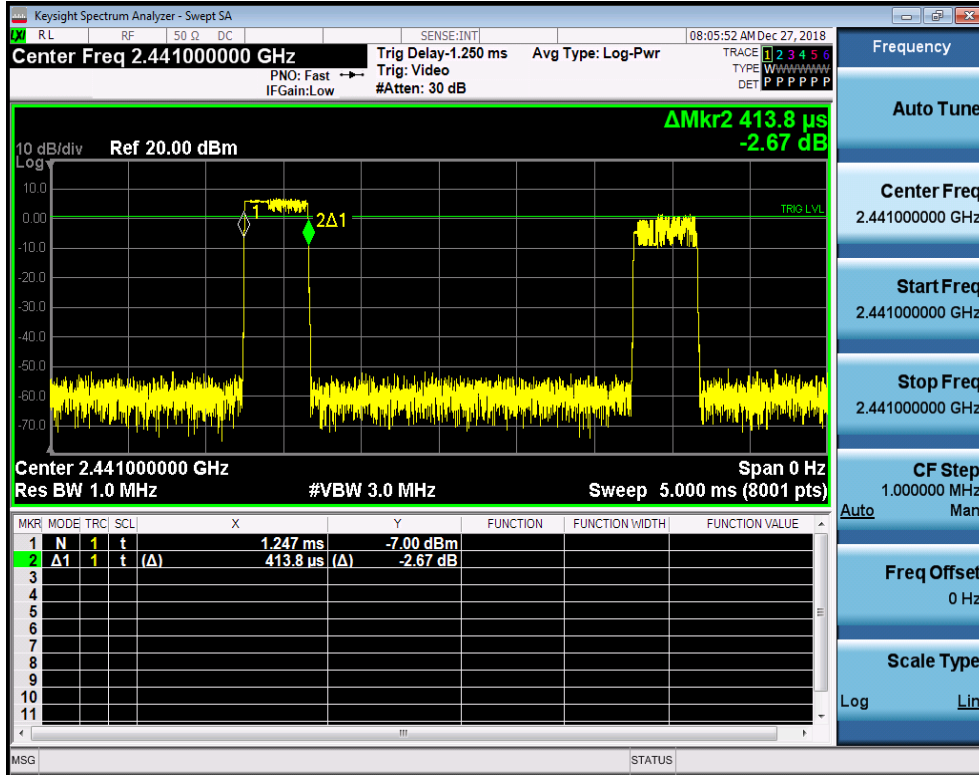 Keysight Spectrum Analyzer - Swept SA
LXI RL RF 50 Ω DC SENSE:INT 08:05:52 AM Dec 27, 2018
Center Freq 2.441000000 GHz
PNO: Fast
IFGain:Low
Trig Delay-1.250 ms
Trig: Video
#Atten: 30 dB
Avg Type: Log-Pwr
TRACE 1 2 3 4 5 6
TYPE WWWWWW
DET P P P P P P
ΔMkr2 413.8 µs
-2.67 dB
10 dB/div Ref 20.00 dBm
Log
10.0
0.00
-10.0
-20.0
-30.0
-40.0
-50.0
-60.0
-70.0
1
2Δ1
TRIG LVL
Center 2.441000000 GHz Span 0 Hz
Res BW 1.0 MHz #VBW 3.0 MHz Sweep 5.000 ms (8001 pts)
MKR MODE TRC SCL X Y FUNCTION FUNCTION WIDTH FUNCTION VALUE
1 N 1 t 1.247 ms -7.00 dBm
2 Δ1 1 t (Δ) 413.8 µs (Δ) -2.67 dB
3
4
5
6
7
8
9
10
11
MSG STATUS
Frequency
Auto Tune
Center Freq
2.441000000 GHz
Start Freq
2.441000000 GHz
Stop Freq
2.441000000 GHz
CF Step
1.000000 MHz
Auto Man
Freq Offset
0 Hz
Scale Type
Log Lin